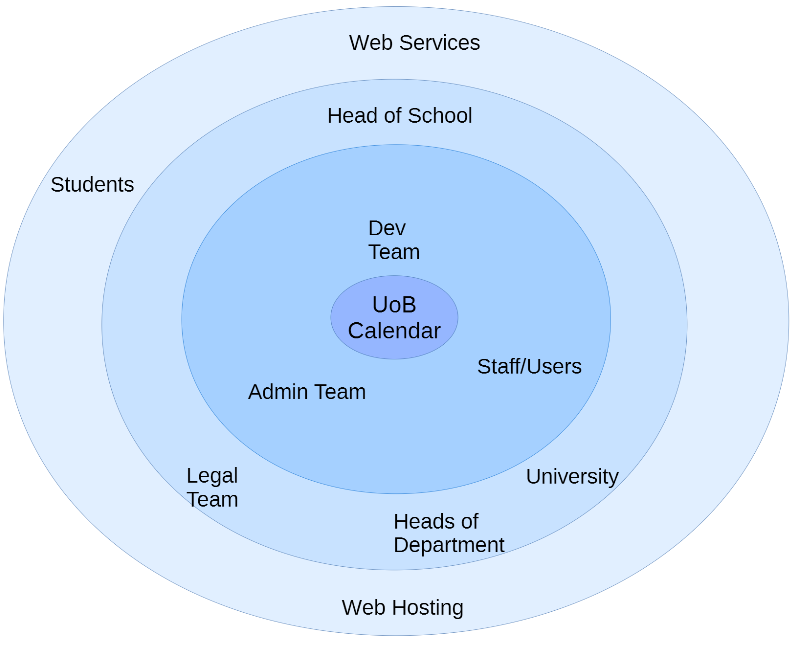 Web Services
Head of School
Students
Dev
Team
UoB
Calendar
Staff/Users
Admin Team
Legal
Team
University
Heads of
Department
Web Hosting